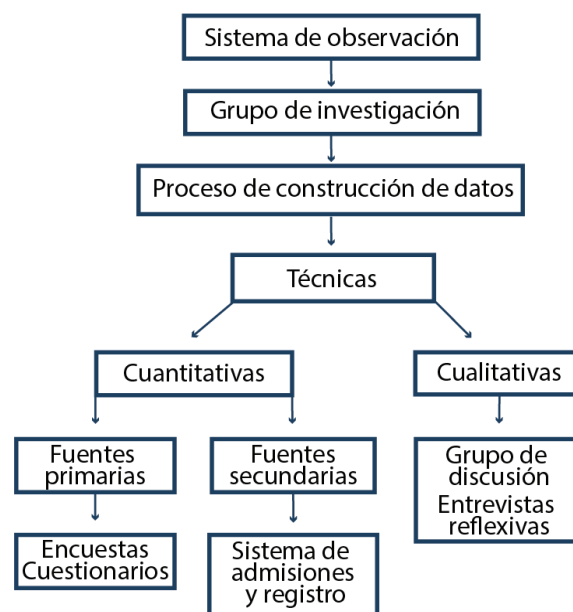 Sistema de observación
Grupo de investigación
Proceso de construcción de datos
Técnicas
Cuantitativas
Cualitativas
Fuentes
primarias
Fuentes
secundarias
Grupo de
discusión
Entrevistas
reflexivas
Encuestas
Cuestionarios
Sistema de
admisiones
y registro